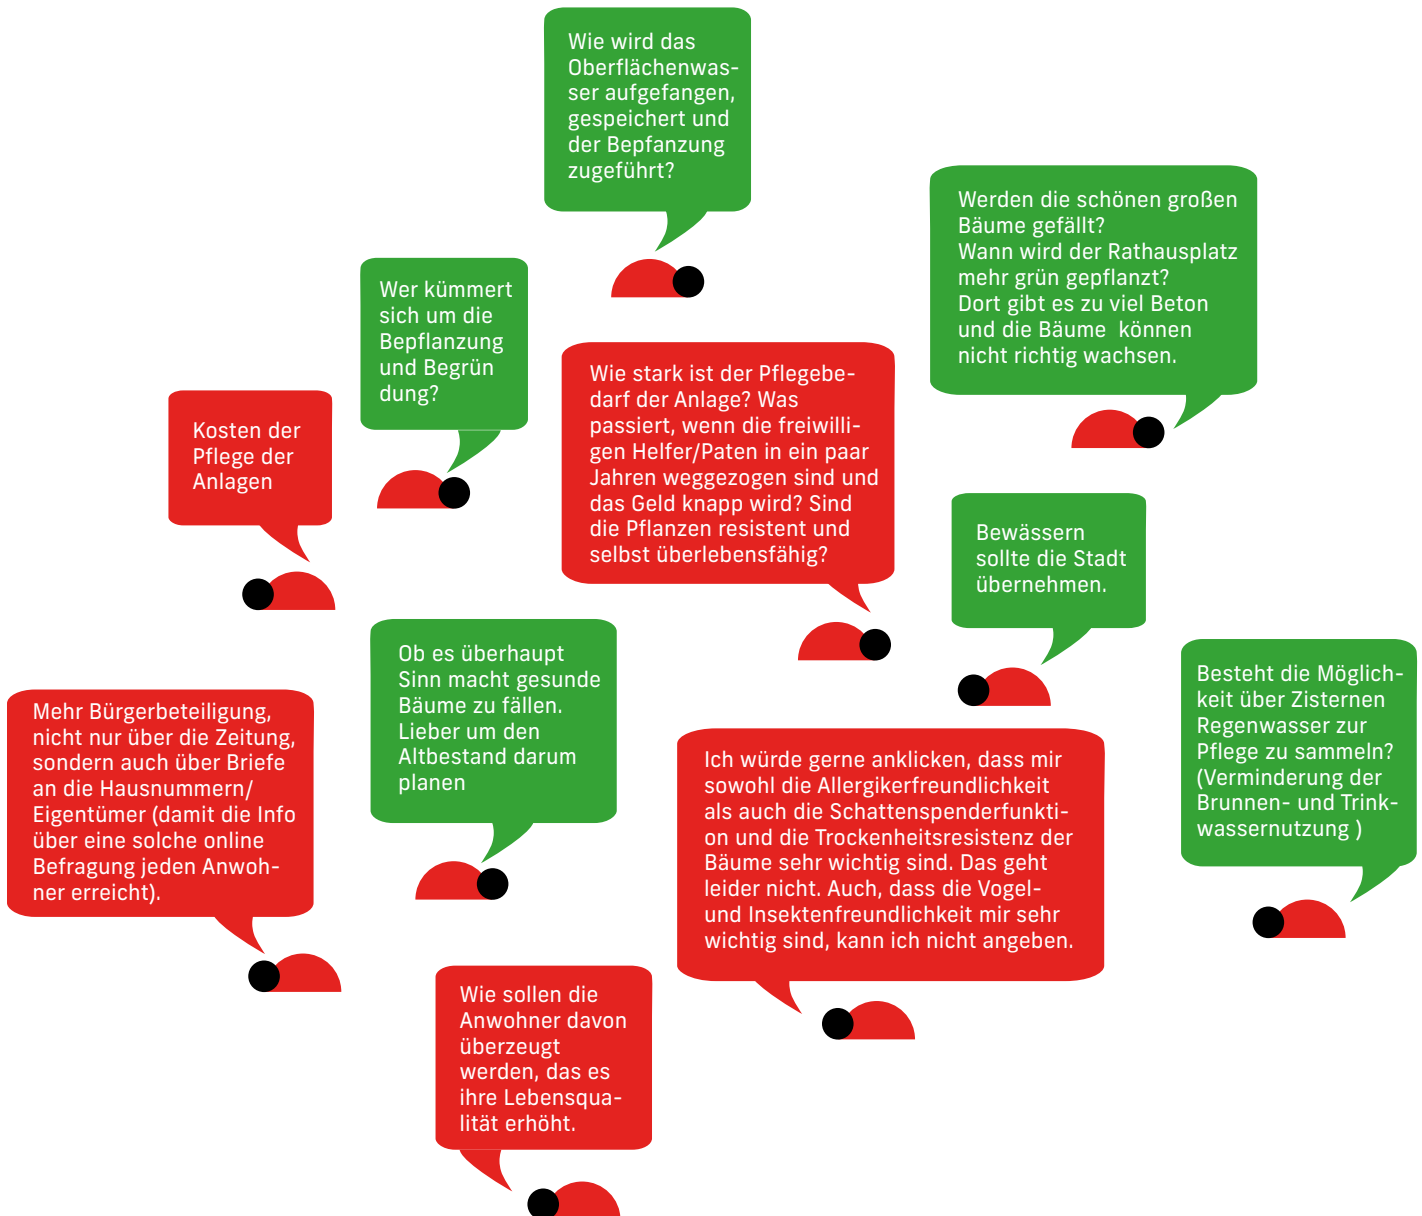 Wie wird das
Oberflächenwas-
ser aufgefangen,
gespeichert und
der Bepfanzung
zugeführt?
Werden die schönen großen
Bäume gefällt?
Wann wird der Rathausplatz
mehr grün gepflanzt?
Dort gibt es zu viel Beton
und die Bäume können
nicht richtig wachsen.
Wer kümmert
sich um die
Bepflanzung
und Begrün
dung?
Wie stark ist der Pflegebe-
darf der Anlage? Was
passiert, wenn die freiwilli-
gen Helfer/Paten in ein paar
Jahren weggezogen sind und
das Geld knapp wird? Sind
die Pflanzen resistent und
selbst überlebensfähig?
Kosten der
Pflege der
Anlagen
Bewässern
sollte die Stadt
übernehmen.
Ob es überhaupt
Sinn macht gesunde
Bäume zu fällen.
Lieber um den
Altbestand darum
planen
Besteht die Möglich-
keit über Zisternen
Regenwasser zur
Pflege zu sammeln?
(Verminderung der
Brunnen- und Trink-
wassernutzung )
Mehr Bürgerbeteiligung,
nicht nur über die Zeitung,
sondern auch über Briefe
an die Hausnummern/
Eigentümer (damit die Info
über eine solche online
Befragung jeden Anwoh-
ner erreicht).
Ich würde gerne anklicken, dass mir
sowohl die Allergikerfreundlichkeit
als auch die Schattenspenderfunkti-
on und die Trockenheitsresistenz der
Bäume sehr wichtig sind. Das geht
leider nicht. Auch, dass die Vogel-
und Insektenfreundlichkeit mir sehr
wichtig sind, kann ich nicht angeben.
Wie sollen die
Anwohner davon
überzeugt
werden, das es
ihre Lebensqua-
lität erhöht.